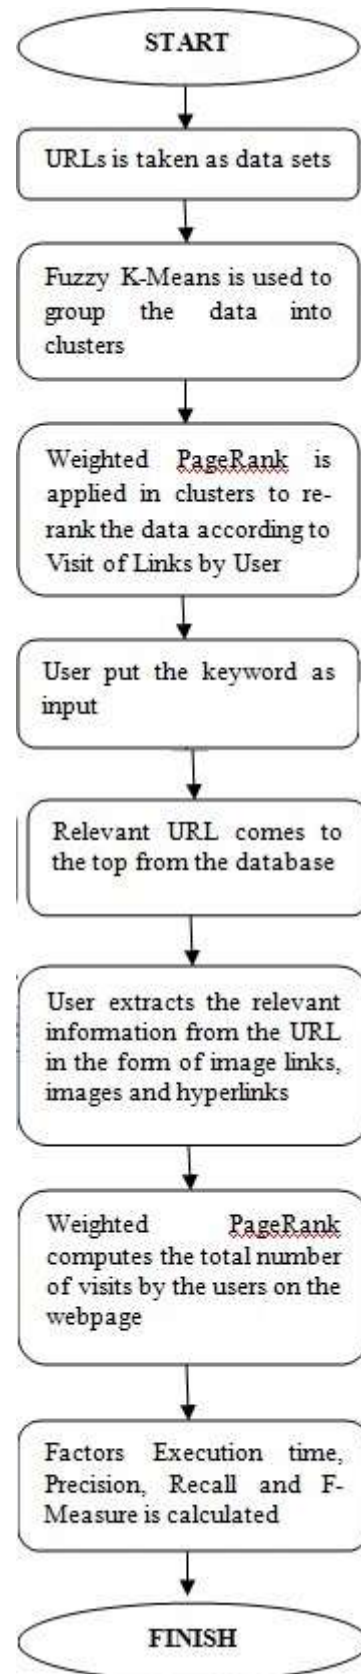 START
URLs is taken as data sets
Fuzzy K-Means is used to
group the data into
clusters
Weighted PageRank is
applied in clusters to re-
rank the data according to
Visit of Links by User
User put the keyword as
input
Relevant URL comes to
the top from the database
User extracts the relevant
information from the URL
in the form of image links,
images and hyperlinks
Weighted PageRank
computes the total number
of visits by the users on the
webpage
Factors Execution time,
Precision, Recall and F-
Measure is calculated
FINISH